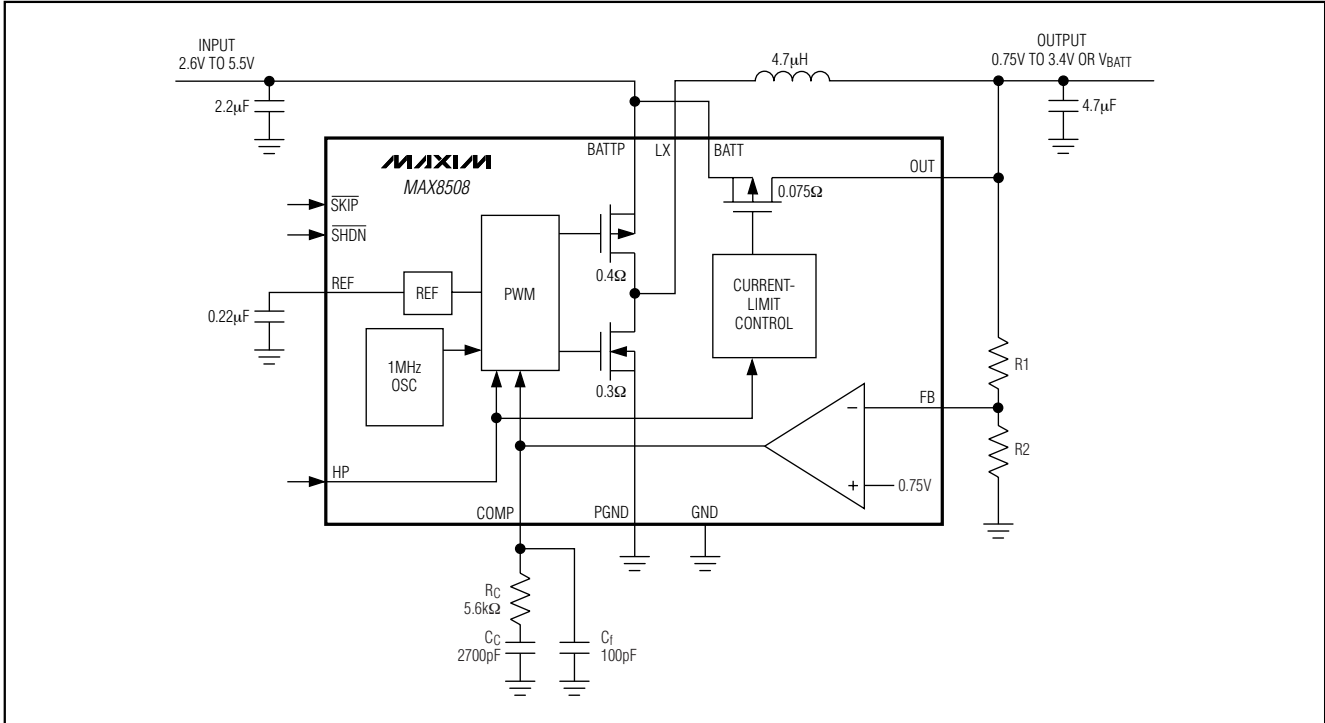 INPUT
2.6V TO 5.5V
2.2μF
4.7μH
OUTPUT
0.75V TO 3.4V OR VBATT
4.7μF
MAXIM
MAX8508
BATTP
LX
BATT
OUT
0.075Ω
SKIP
SHDN
REF
REF
0.22μF
PWM
0.4Ω
0.3Ω
CURRENT-
LIMIT
CONTROL
1MHz
OSC
R1
FB
R2
HP
0.75V
−
+
COMP
PGND
GND
RC
5.6kΩ
CC
2700pF
Cf
100pF